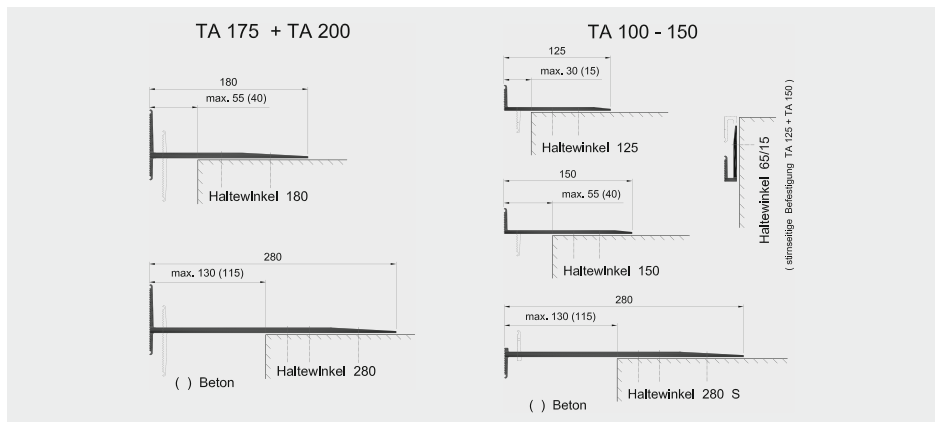 TA 175 + TA 200
180
max. 55 (40)
Haltewinkel 180
280
max. 130 (115)
Haltewinkel 280
( ) Beton
TA 100 - 150
125
max. 30 (15)
Haltewinkel 125
150
max. 55 (40)
Haltewinkel 150
280
max. 130 (115)
Haltewinkel 280 S
( ) Beton
Haltewinkel 65/15
( stirnseitige Befestigung TA 125 + TA 150 )